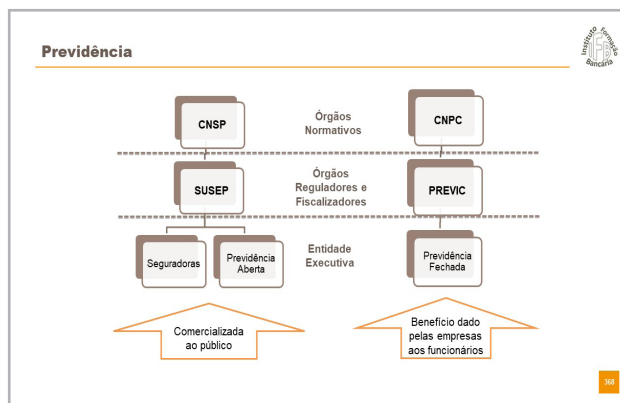 Previdência
Instituto Formação
Bancária
IFB
CNSP
Órgãos
Normativos
CNPC
SUSEP
Órgãos
Reguladores e
Fiscalizadores
PREVIC
Seguradoras
Previdência
Aberta
Entidade
Executiva
Previdência
Fechada
Comercializada
ao público
Benefício dado
pelas empresas
aos funcionários
368